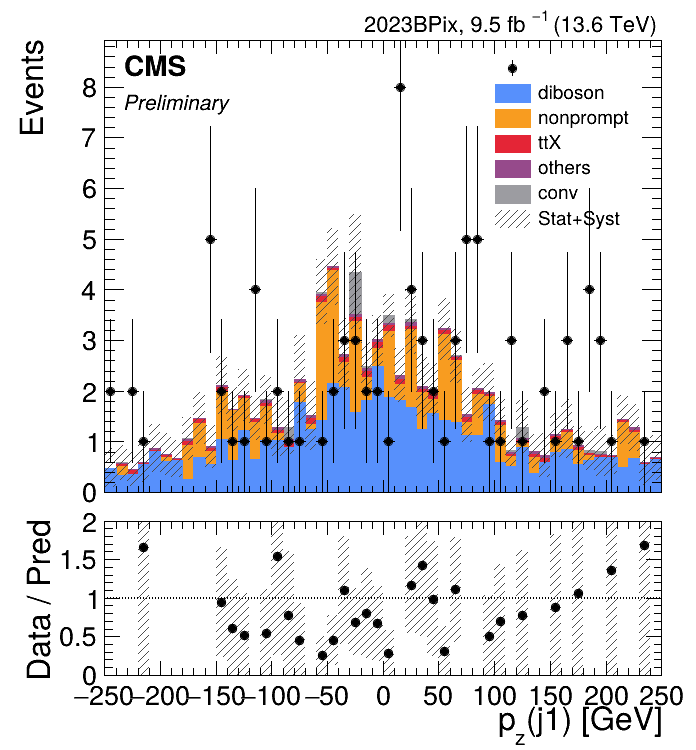 2023BPix, 9.5 fb⁻¹ (13.6 TeV)
CMS
Preliminary
diboson
nonprompt
ttX
others
conv
Stat+Syst
Events
8
7
6
5
4
3
2
1
0
Data / Pred
2
1.5
1
0.5
0
−250 −200 −150 −100 −50 0 50 100 150 200 250
p_z(j1) [GeV]